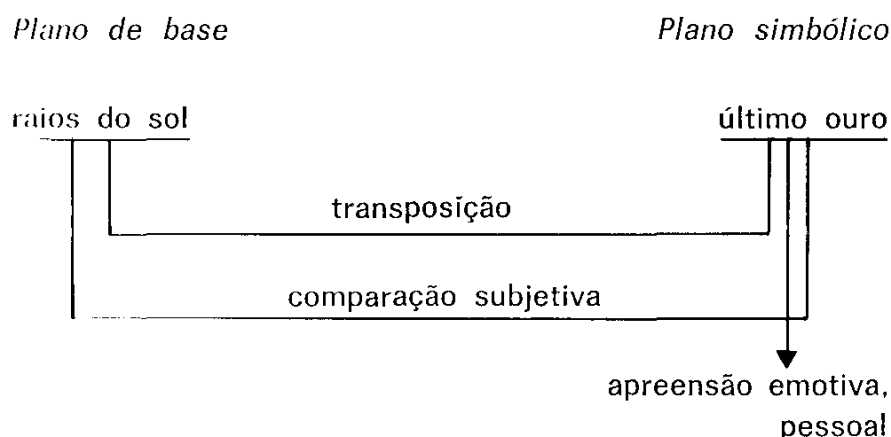 Plano de base Plano simbólico
raios do sol último ouro
transposição
comparação subjetiva
apreensão emotiva,
pessoal